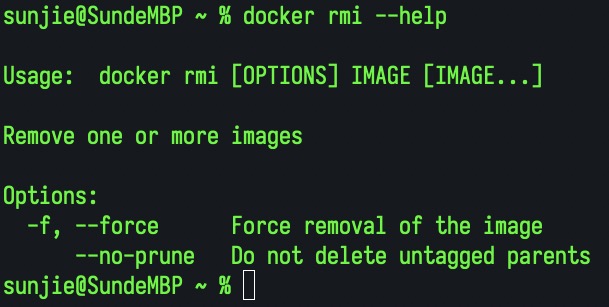 sunjie@SundeMBP ~ % docker rmi --help
Usage:  docker rmi [OPTIONS] IMAGE [IMAGE...]
Remove one or more images
Options:
  -f, --force      Force removal of the image
      --no-prune   Do not delete untagged parents
sunjie@SundeMBP ~ %